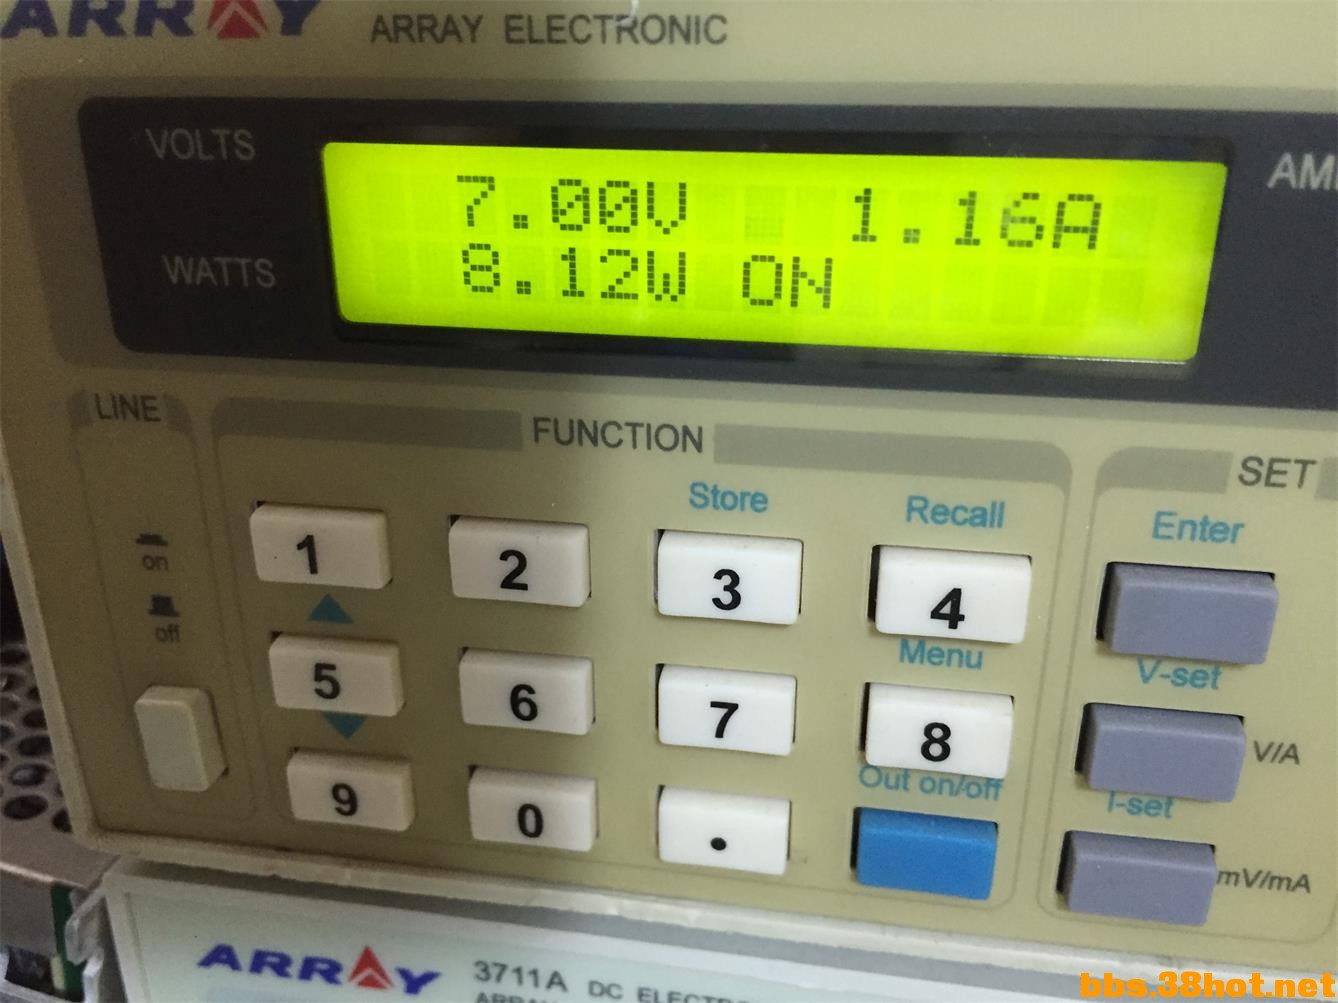 ARRAY
ARRAY ELECTRONIC
VOLTS
WATTS
7.00V 1.16A
8.12W ON
LINE
on
off
FUNCTION
Store
Recall
1
2
3
4
Menu
5
6
7
8
Out on/off
9
0
.
SET
Enter
V-set
V/A
I-set
mV/mA
ARRAY
3711A DC
bbs.38hot.net